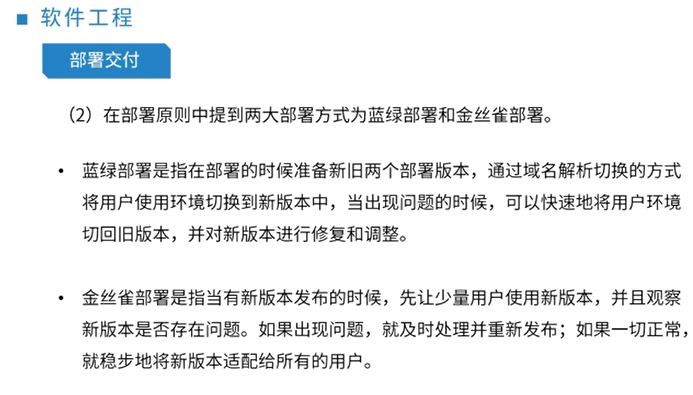 软件工程
部署交付
（2）在部署原则中提到两大部署方式为蓝绿部署和金丝雀部署。
• 蓝绿部署是指在部署的时候准备新旧两个部署版本，通过域名解析切换的方式
将用户使用环境切换到新版本中，当出现问题的时候，可以快速地将用户环境
切回旧版本，并对新版本进行修复和调整。
• 金丝雀部署是指当有新版本发布的时候，先让少量用户使用新版本，并且观察
新版本是否存在问题。如果出现问题，就及时处理并重新发布；如果一切正常，
就稳步地将新版本适配给所有的用户。